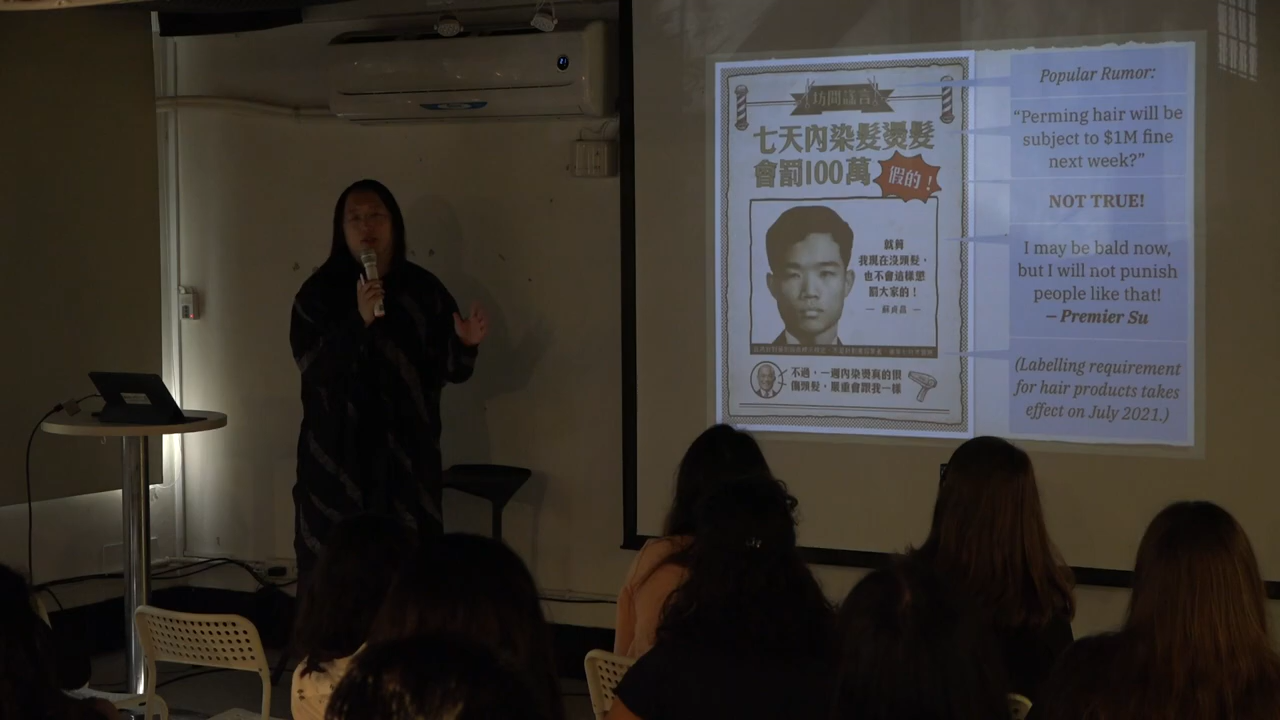 坊間謠言
七天內染髮燙髮
會罰100萬
假的！
就算
我現在沒頭髮，
也不會這樣懲
罰大家的！
— 蘇貞昌 —
不過，一週內染燙真的很
傷頭髮，嚴重會跟我一樣
Popular Rumor:
“Perming hair will be
subject to $1M fine
next week?”
NOT TRUE!
I may be bald now,
but I will not punish
people like that!
– Premier Su
(Labelling requirement
for hair products takes
effect on July 2021.)